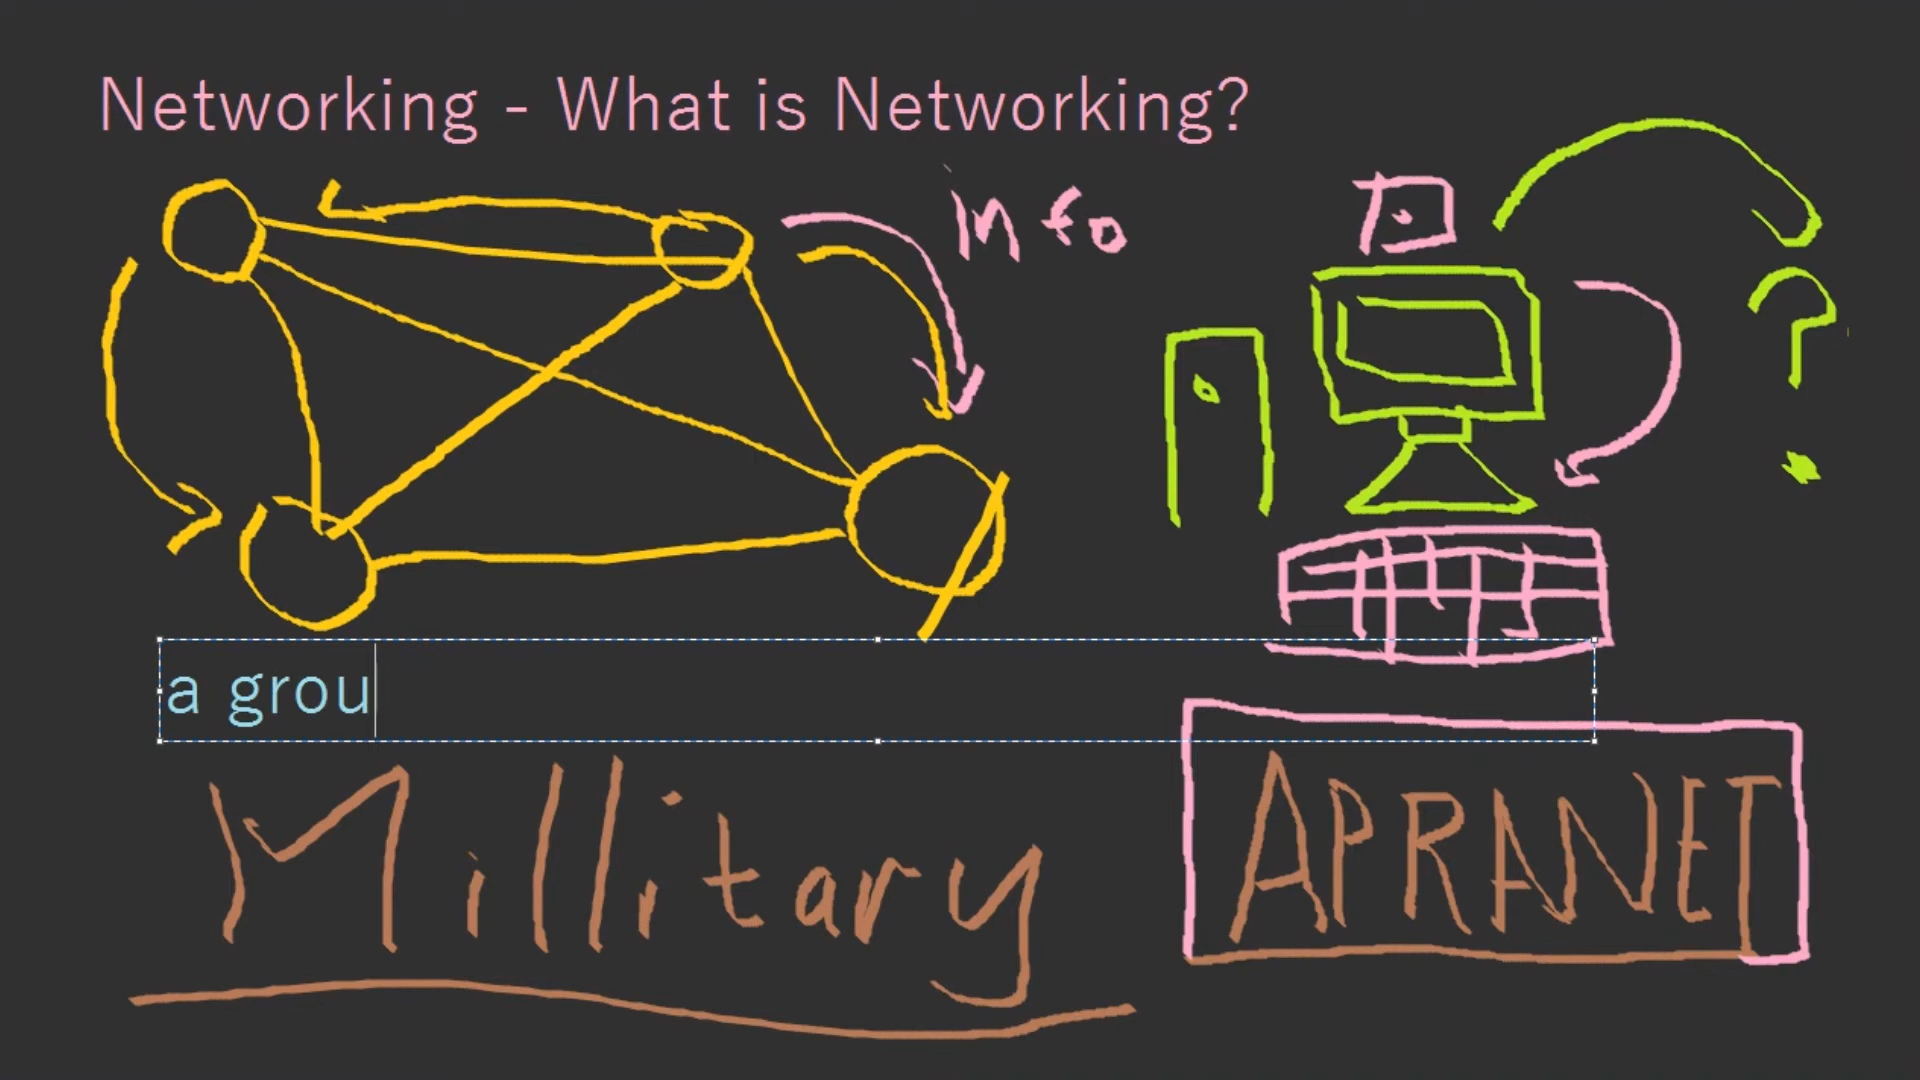 Networking - What is Networking?
Info
a grou
Millitary
APRANET